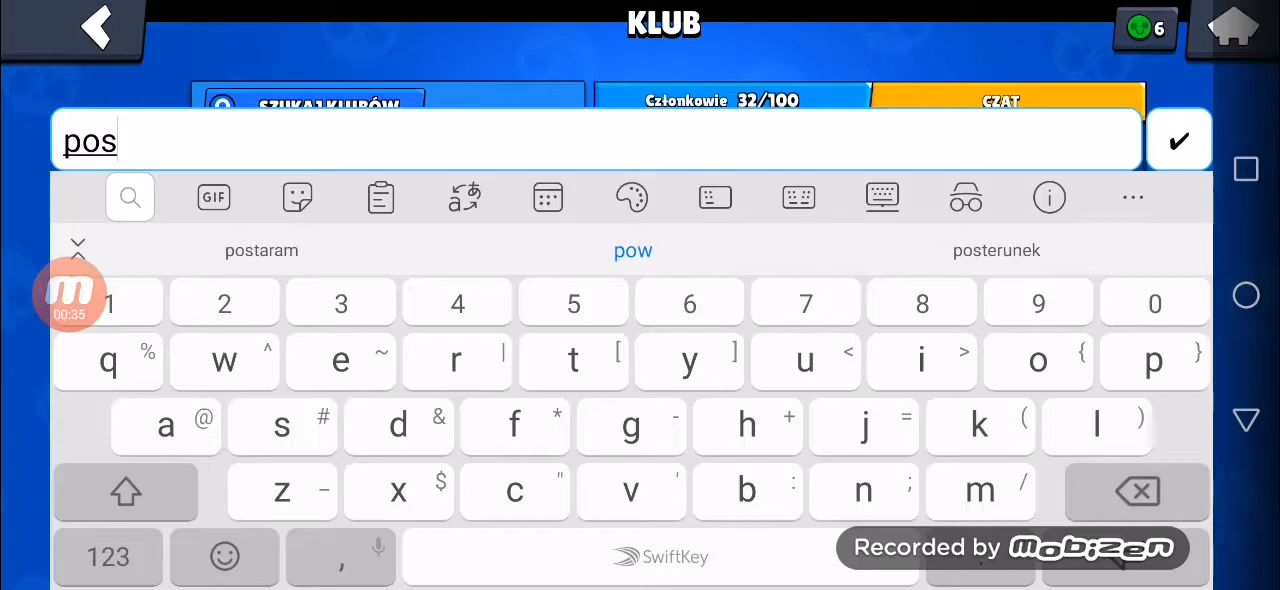 KLUB
6
SZUKAJ KLUBÓW
Członkowie 32/100
CZAT
pos
✔
GIF
postaram
pow
posterunek
00:35
1 2 3 4 5 6 7 8 9 0
q % w ^ e ~ r | t [ y ] u < i > o { p }
a @ s # d & f * g - h + j = k ( l )
z _ x $ c " v ' b : n ; m /
123 , SwiftKey .
Recorded by mobizen